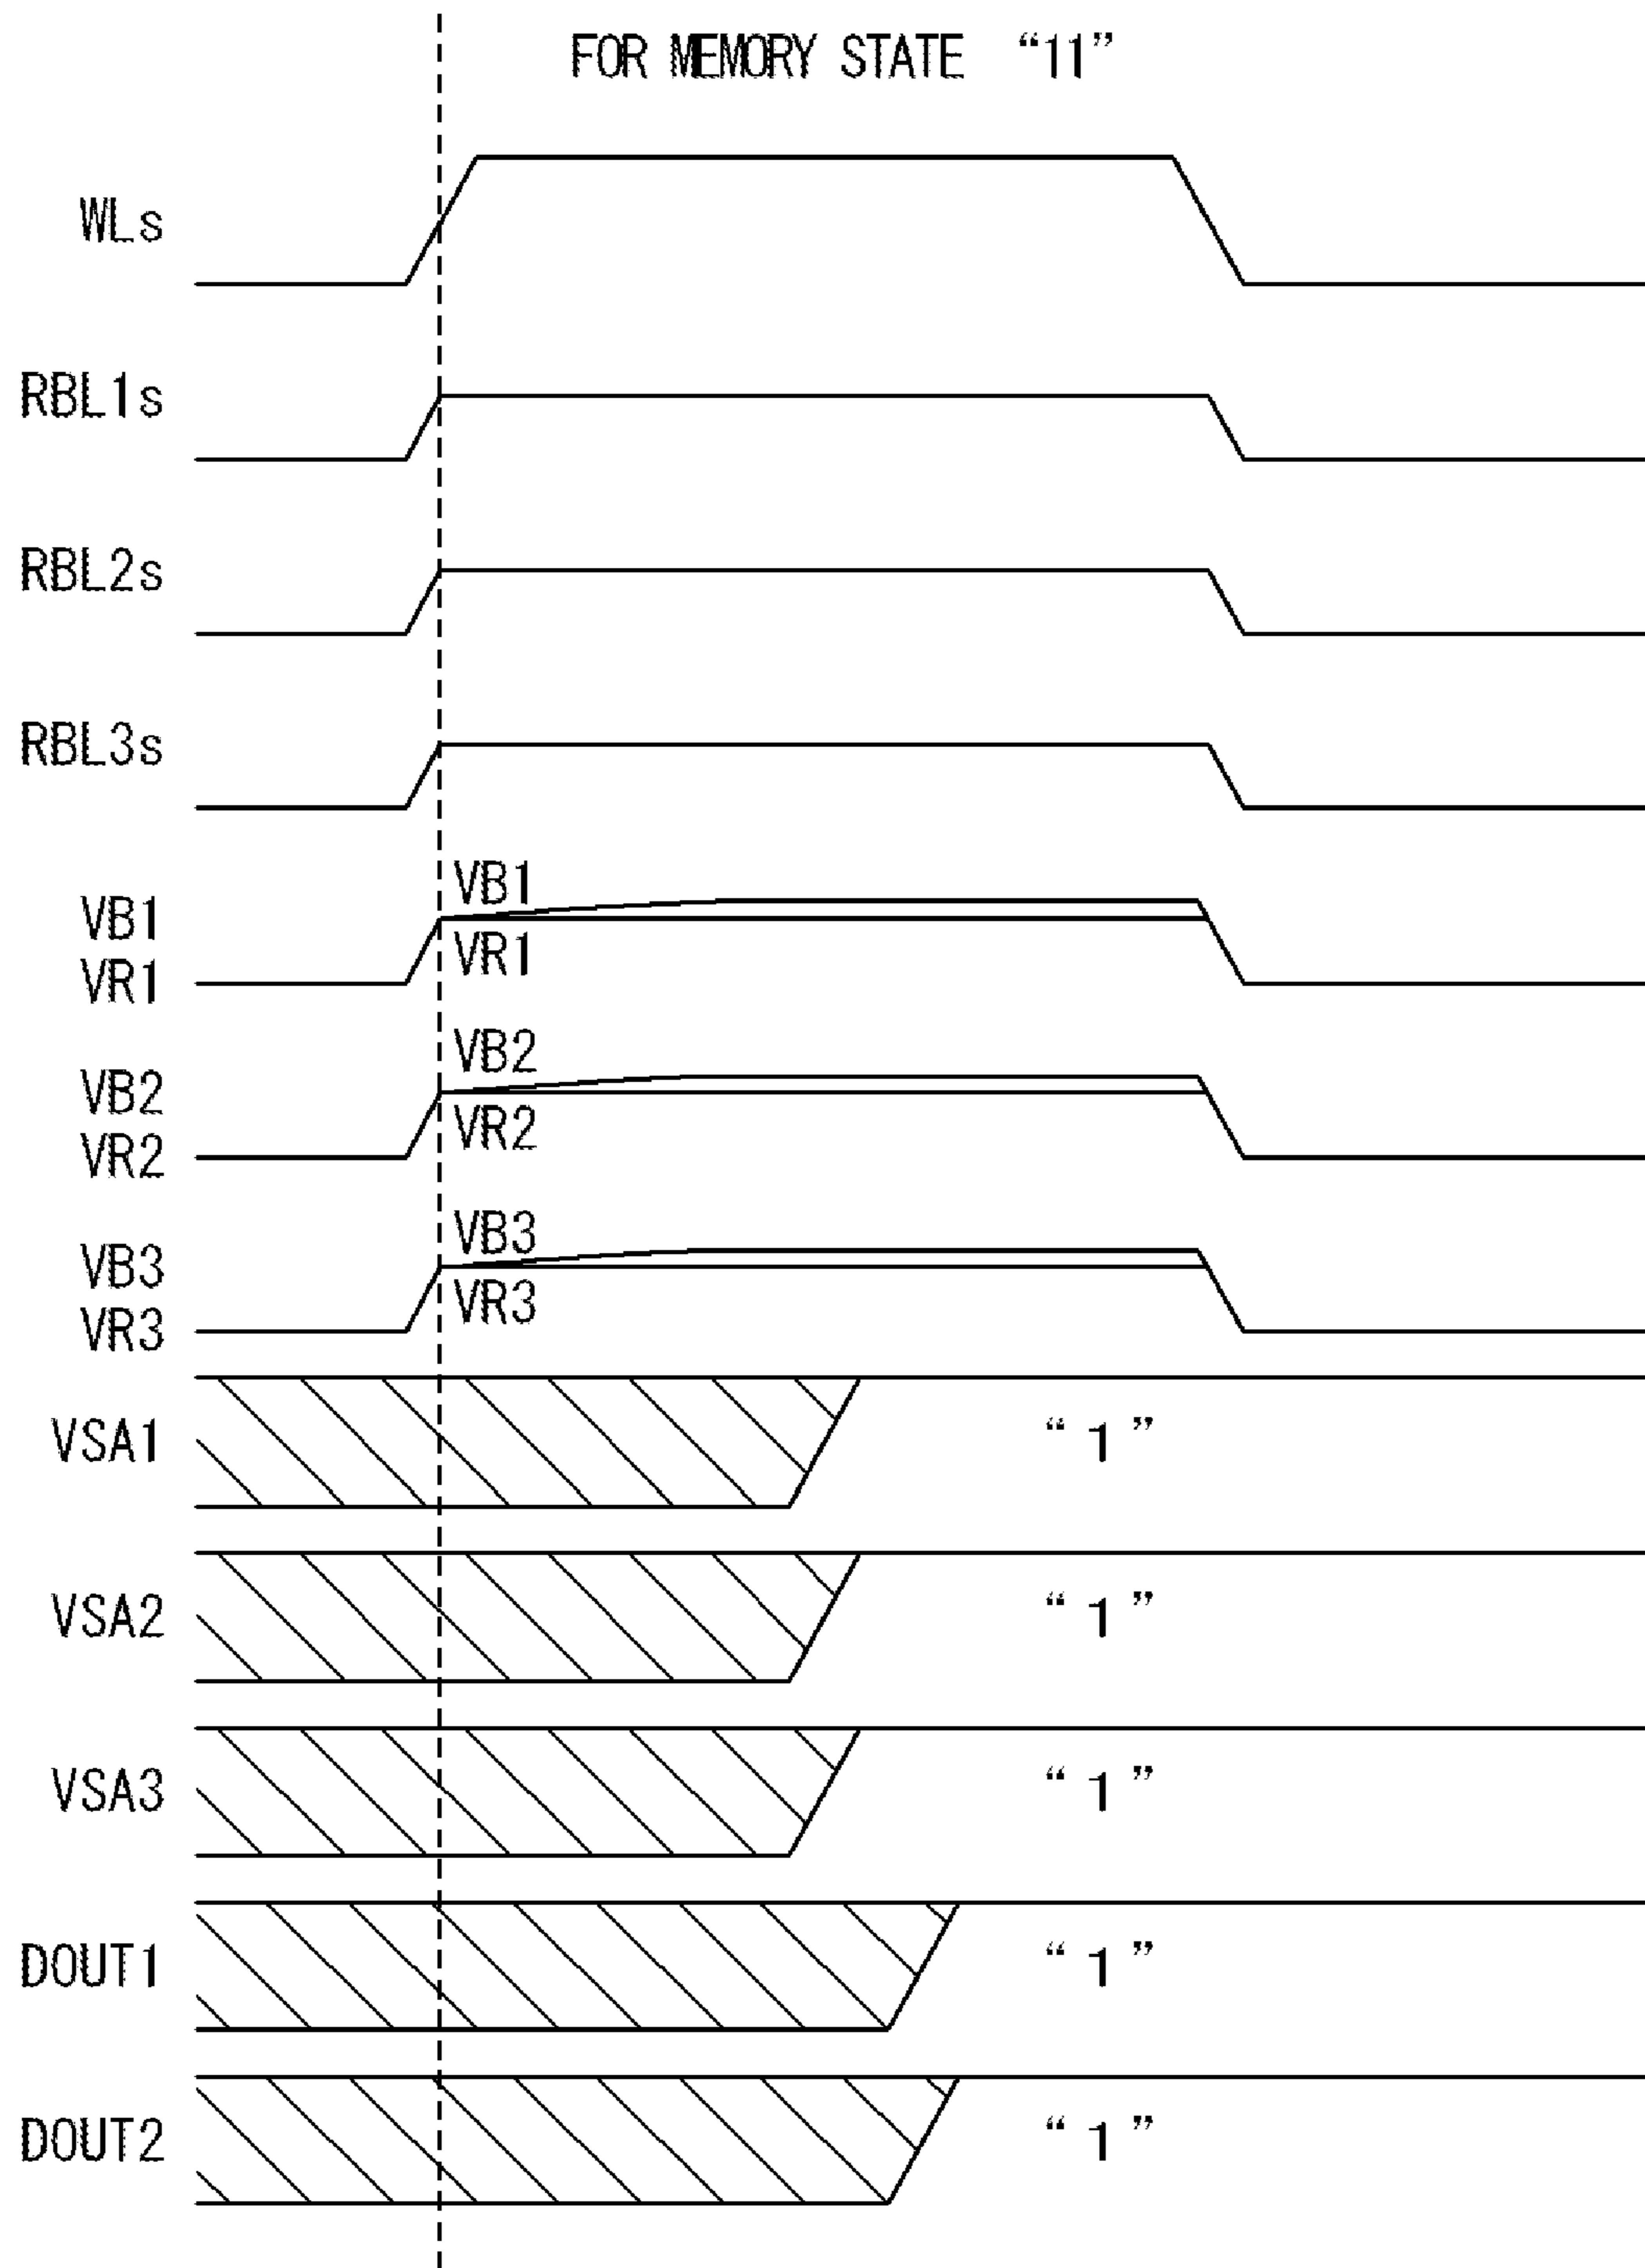 FOR MEMORY STATE “11”
WLs
RBL1s
RBL2s
RBL3s
VB1
VB1
VR1
VR1
VB2
VB2
VR2
VR2
VB3
VB3
VR3
VR3
VSA1 “1”
VSA2 “1”
VSA3 “1”
DOUT1 “1”
DOUT2 “1”